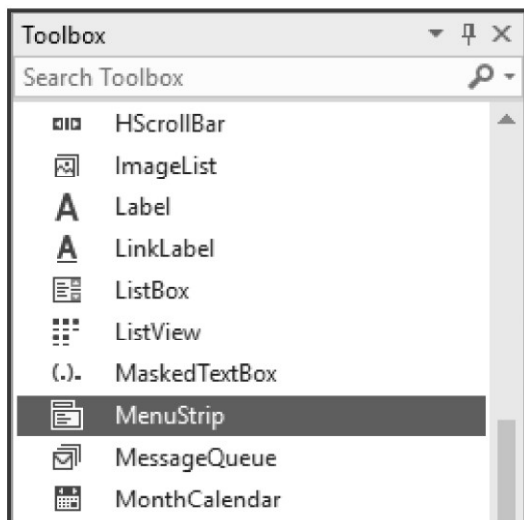 Toolbox
Search Toolbox
HScrollBar
ImageList
A Label
A LinkLabel
ListBox
ListView
(.). MaskedTextBox
MenuStrip
MessageQueue
MonthCalendar